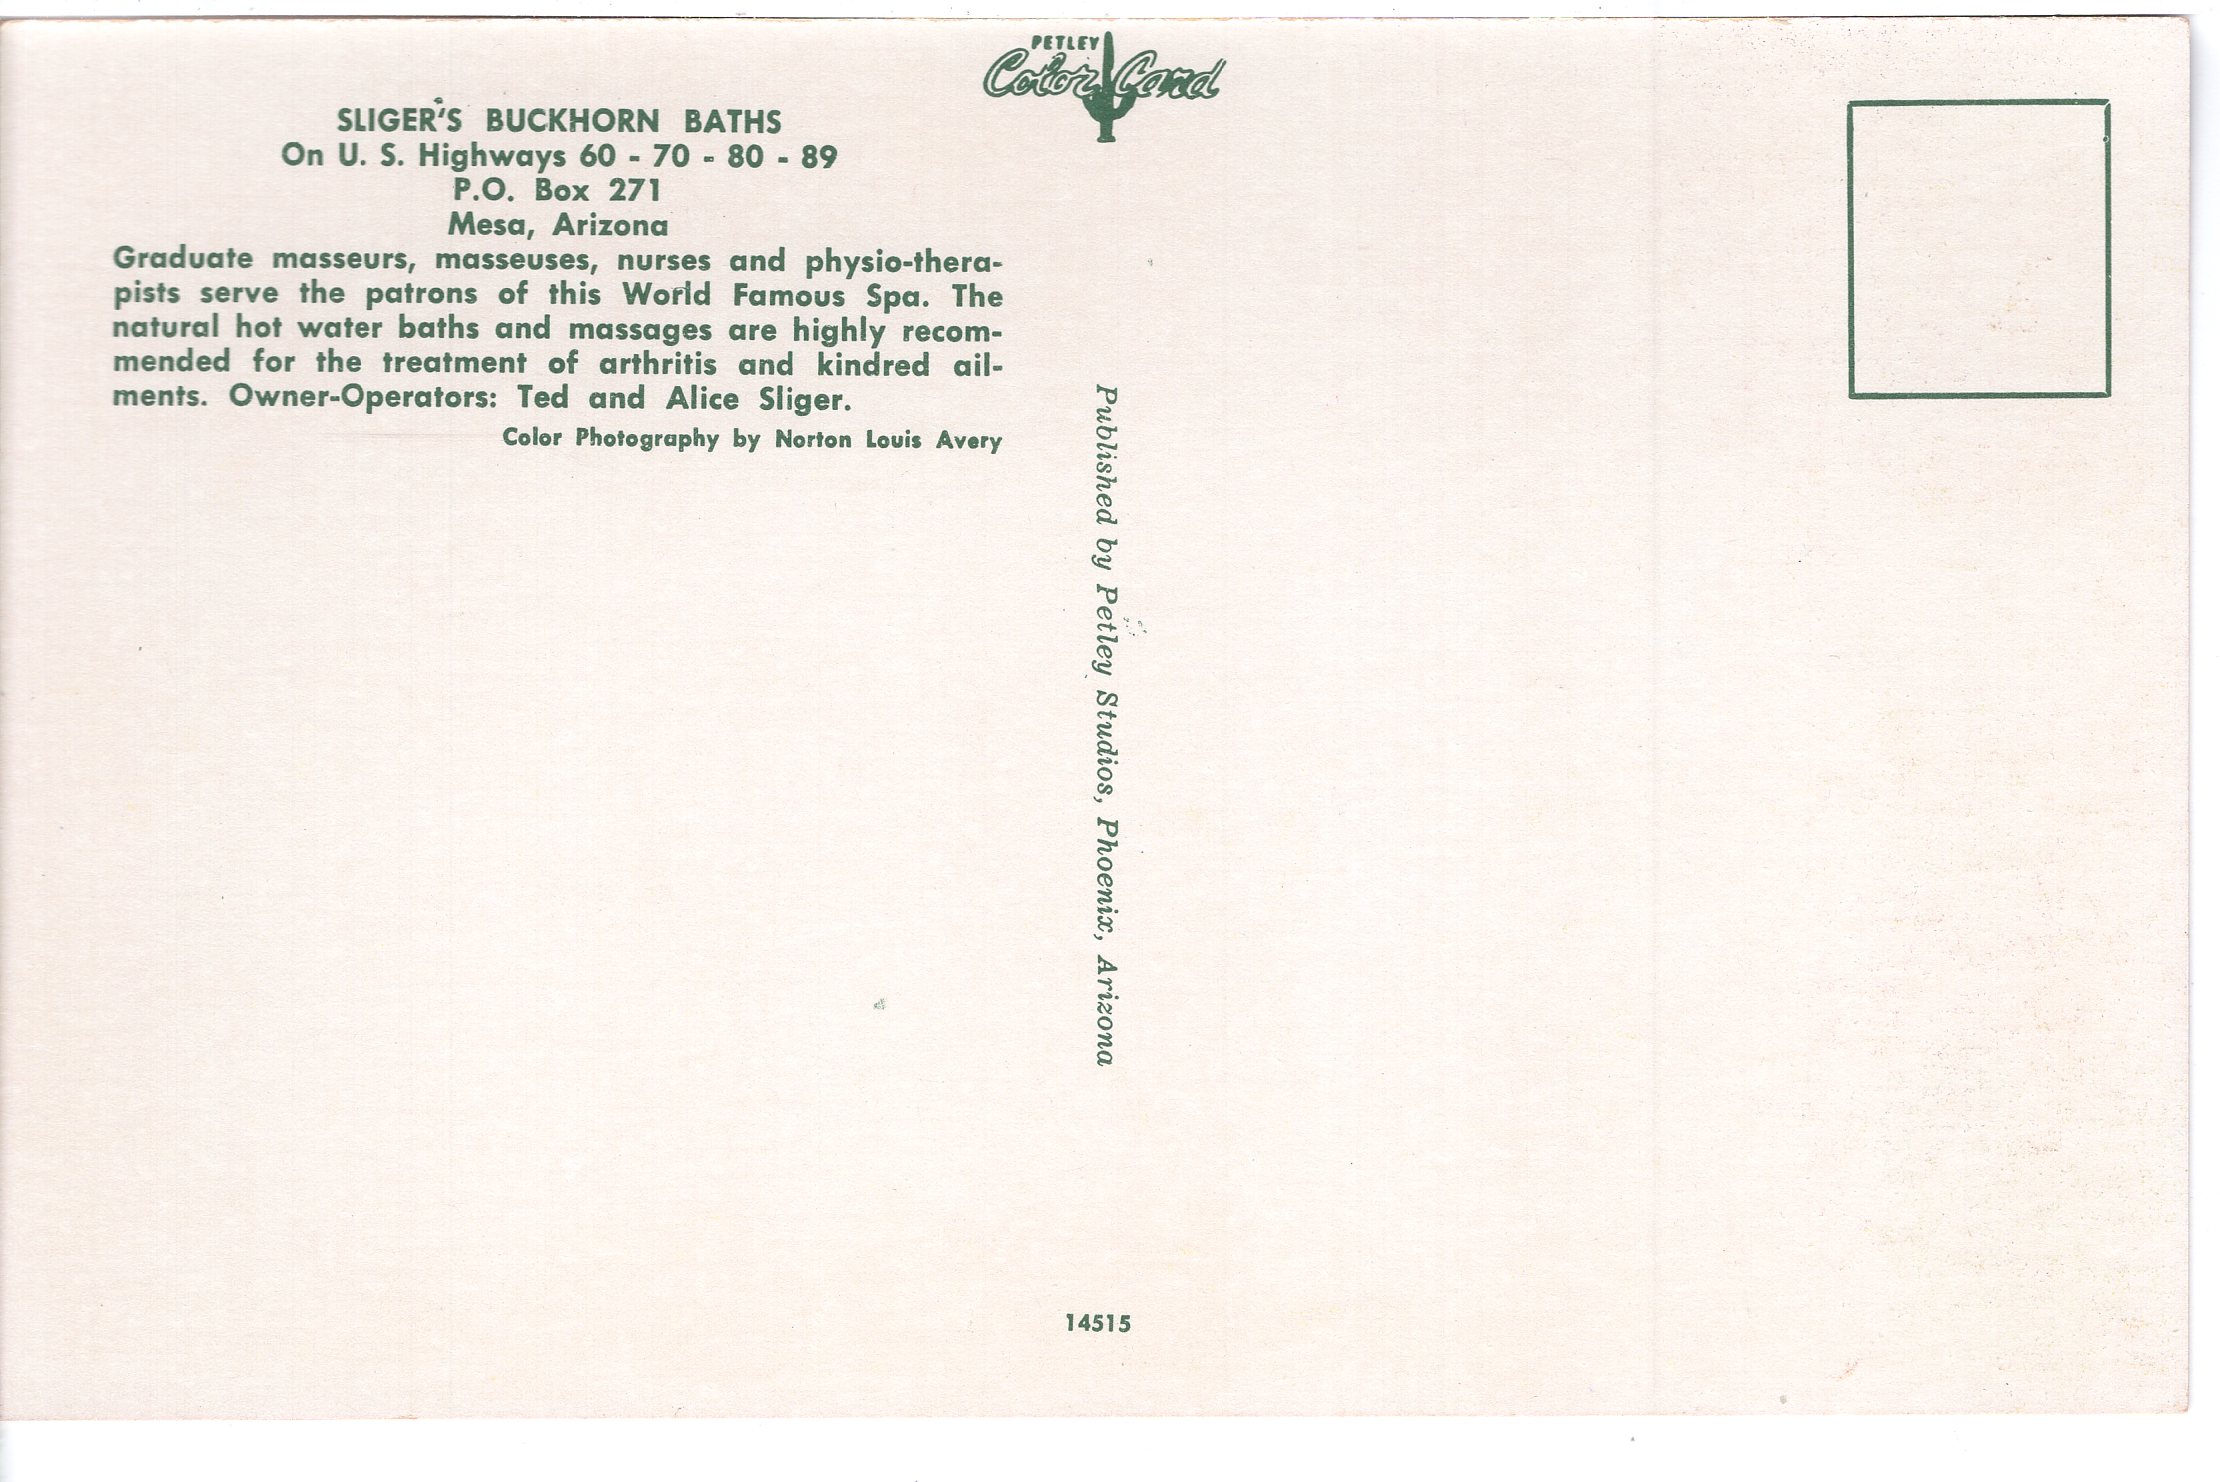 PETLEY
Color Card
SLIGER'S BUCKHORN BATHS
On U. S. Highways 60 - 70 - 80 - 89
P.O. Box 271
Mesa, Arizona
Graduate masseurs, masseuses, nurses and physio-thera-
pists serve the patrons of this World Famous Spa. The
natural hot water baths and massages are highly recom-
mended for the treatment of arthritis and kindred ail-
ments. Owner-Operators: Ted and Alice Sliger.
Color Photography by Norton Louis Avery
Published by Petley Studios, Phoenix, Arizona
14515